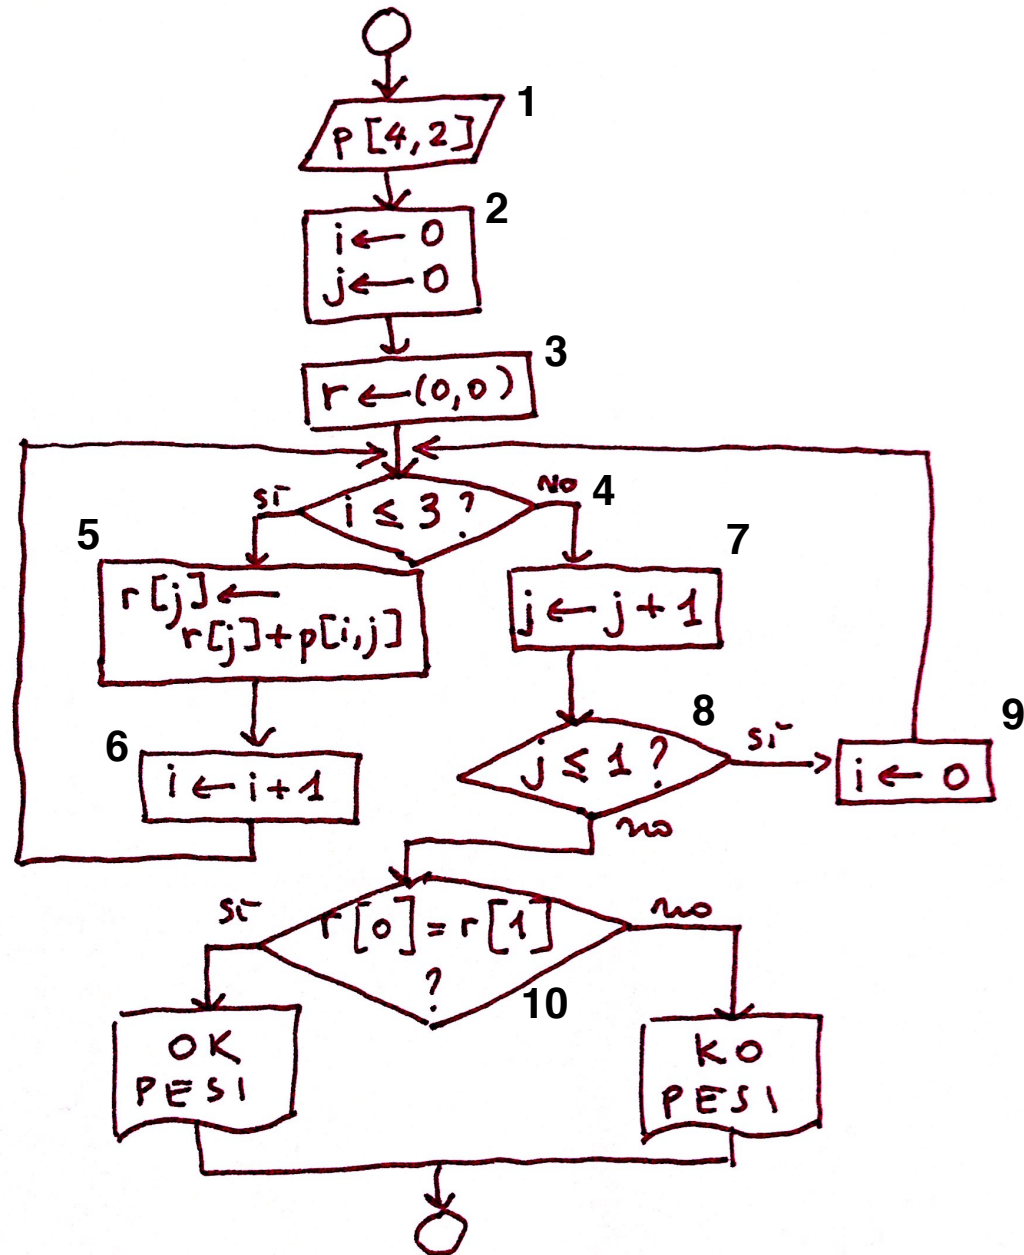 1
p[4,2]
2
i ← 0
j ← 0
3
r ← (0,0)
sì
i ≤ 3 ?
NO
4
5
r[j] ←
r[j]+p[i,j]
7
j ← j+1
6
i ← i+1
8
j ≤ 1 ?
sì
9
i ← 0
no
sì
r[0] = r[1]
?
no
10
OK
PESI
KO
PESI